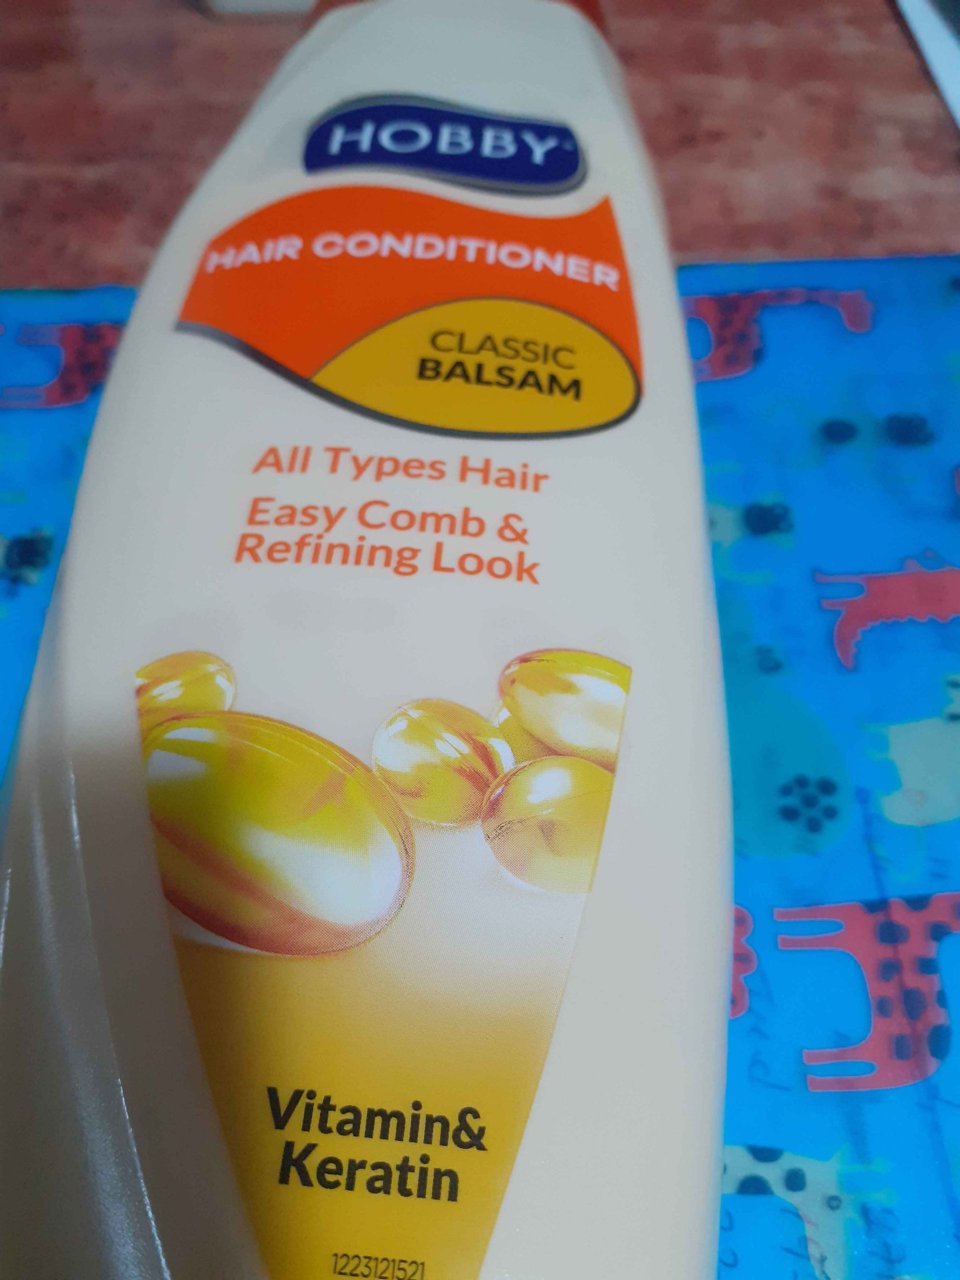 HOBBY
HAIR CONDITIONER
CLASSIC
BALSAM
All Types Hair
Easy Comb &
Refining Look
Vitamin&
Keratin
1223121521